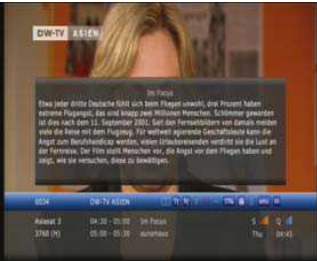 DW-TV ASIEN
Im Focus
Etwa jeder dritte Deutsche fühlt sich beim Fliegen unwohl, drei Prozent haben
extreme Flugangst, das sind knapp zwei Millionen Menschen. Schlimmer geworden
ist dies nach dem 11. September 2001. Seit den Fernsehbildern von damals meiden
viele die Reise mit dem Flugzeug. Für weltweit agierende Geschäftsleute kann die
Angst zum Berufshandicap werden, vielen Urlaubsreisenden verdirbt sie die Lust an
der Fernreise. Der Film stellt Menschen vor, die Angst vor dem Fliegen haben und
zeigt, wie sie versuchen, diese zu bewältigen.
0034 DW-TV ASIEN
Asiasat 3 04:30 - 05:00 Im Focus S Q
3760 (H) 05:00 - 05:30 euromaxx Thu 04:45